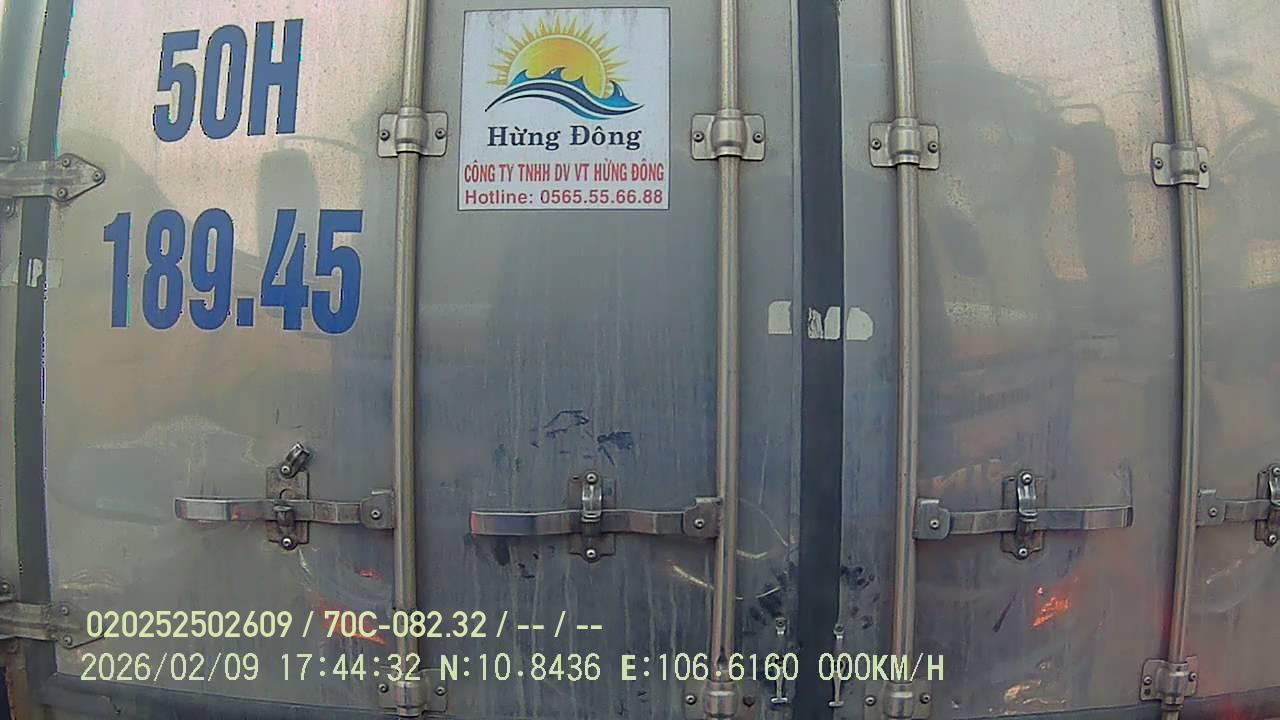 50H
189.45
Hừng Đông
CÔNG TY TNHH DV VT HỪNG ĐÔNG
Hotline: 0565.55.66.88
020252502609 / 70C-082.32 / -- / --
2026/02/09 17:44:32 N:10.8436 E:106.6160 000KM/H